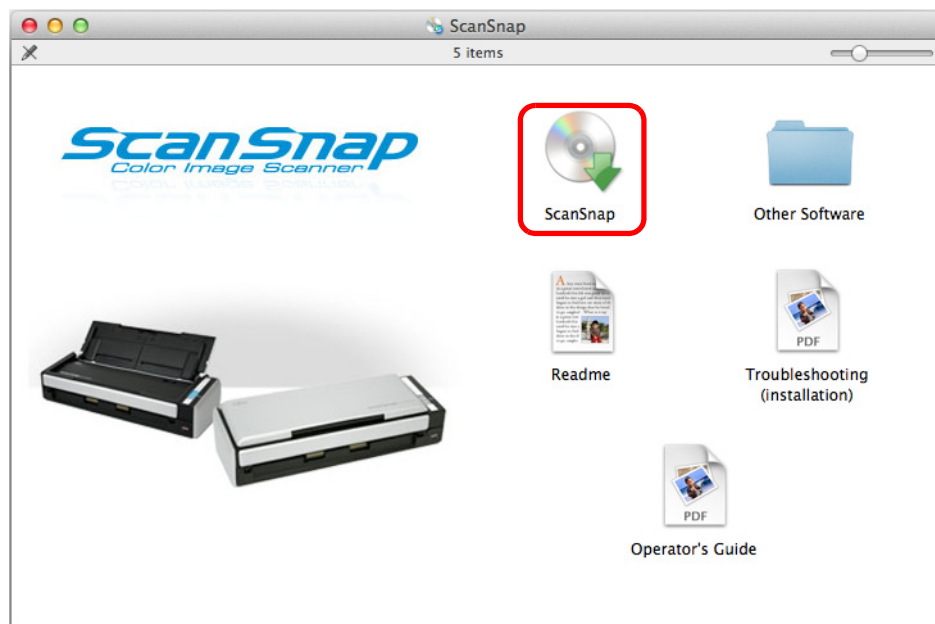 ScanSnap
5 items
ScanSnap
Color Image Scanner
ScanSnap
Other Software
PDF
Readme
Troubleshooting
(installation)
PDF
Operator's Guide